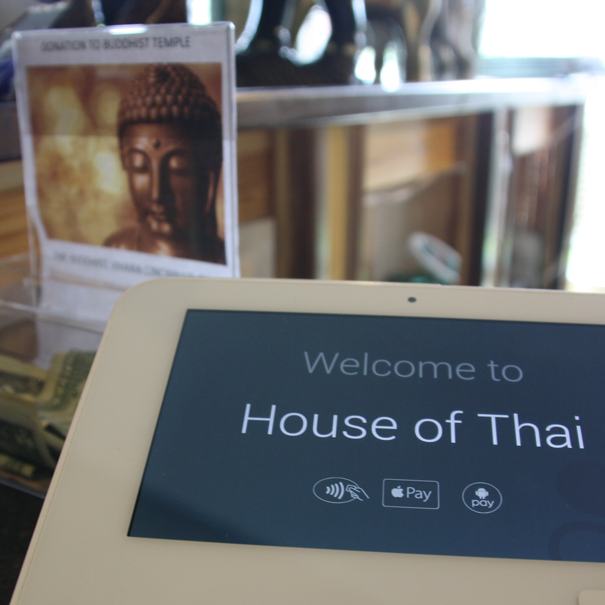 DONATION TO BUDDHIST TEMPLE
Welcome to
House of Thai
Pay
pay